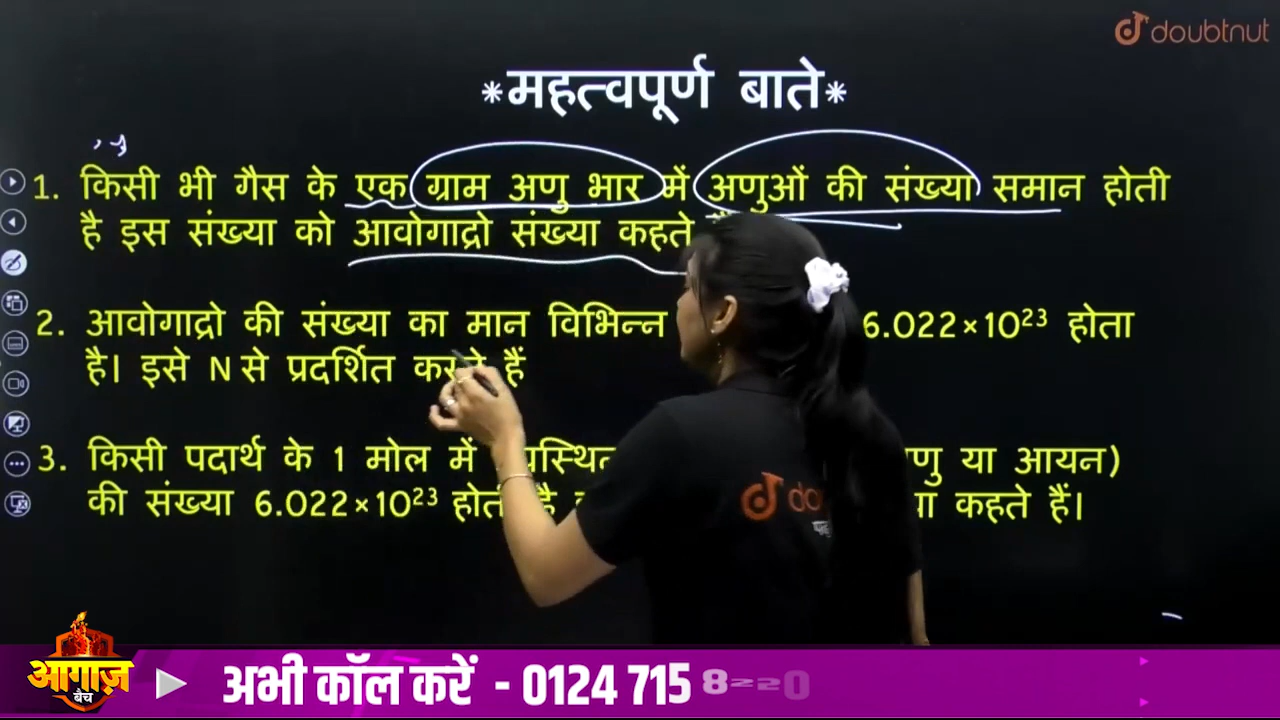 doubtnut
*महत्वपूर्ण बाते*
1. किसी भी गैस के एक ग्राम अणु भार में अणुओं की संख्या समान होती
है इस संख्या को आवोगाद्रो संख्या कहते
2. आवोगाद्रो की संख्या का मान विभिन्न 6.022×10²³ होता
है। इसे N से प्रदर्शित करते हैं
3. किसी पदार्थ के 1 मोल में या आयन)
की संख्या 6.022×10²³ है कहते हैं।
आगाज़
बैच
अभी कॉल करें - 0124 715